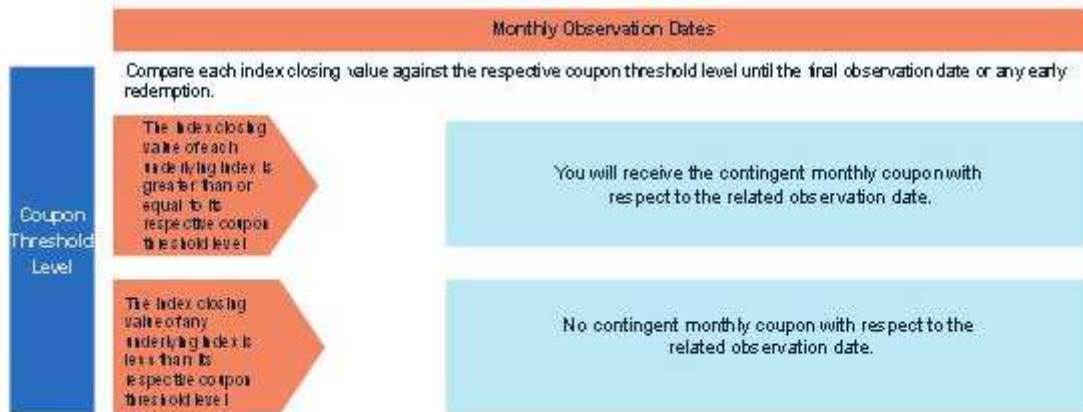 Monthly Observation Dates
Compare each index closing value against the respective coupon threshold level until the final observation date or any early
redemption.
Coupon
Threshold
Level
The index closing
value of each
underlying index is
greater than or
equal to its
respective coupon
threshold level
You will receive the contingent monthly coupon with
respect to the related observation date.
The index closing
value of any
underlying index is
less than its
respective coupon
threshold level
No contingent monthly coupon with respect to the
related observation date.